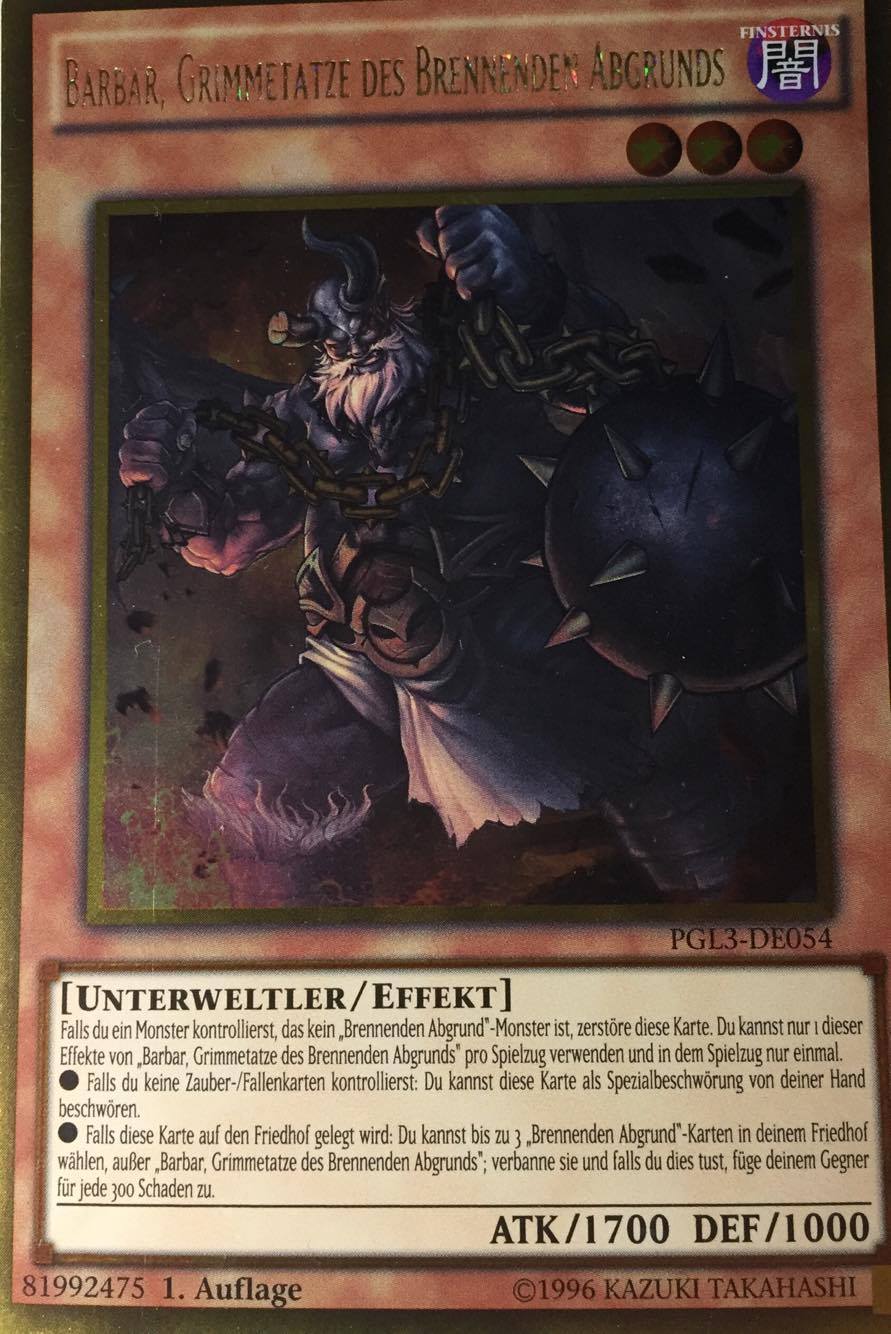 FINSTERNIS
闇
BARBAR, GRIMMETATZE DES BRENNENDEN ABGRUNDS
PGL3-DE054
[UNTERWELTLER/EFFEKT]
Falls du ein Monster kontrollierst, das kein „Brennenden Abgrund"-Monster ist, zerstöre diese Karte. Du kannst nur 1 dieser
Effekte von „Barbar, Grimmetatze des Brennenden Abgrunds" pro Spielzug verwenden und in dem Spielzug nur einmal.
● Falls du keine Zauber-/Fallenkarten kontrollierst: Du kannst diese Karte als Spezialbeschwörung von deiner Hand
beschwören.
● Falls diese Karte auf den Friedhof gelegt wird: Du kannst bis zu 3 „Brennenden Abgrund"-Karten in deinem Friedhof
wählen, außer „Barbar, Grimmetatze des Brennenden Abgrunds"; verbanne sie und falls du dies tust, füge deinem Gegner
für jede 300 Schaden zu.
ATK/1700 DEF/1000
81992475 1. Auflage ©1996 KAZUKI TAKAHASHI